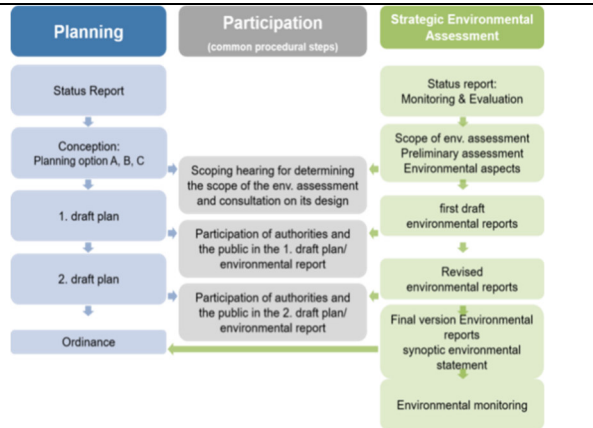 Planning
Participation
(common procedural steps)
Strategic Environmental
Assessment
Status Report
Status report:
Monitoring & Evaluation
Conception:
Planning option A, B, C
Scoping hearing for determining
the scope of the env. assessment
and consultation on its design
Scope of env. assessment
Preliminary assessment
Environmental aspects
1. draft plan
Participation of authorities and
the public in the 1. draft plan/
environmental report
first draft
environmental reports
2. draft plan
Participation of authorities and
the public in the 2. draft plan/
environmental report
Revised
environmental reports
Ordinance
Final version Environmental
reports
synoptic environmental
statement
Environmental monitoring